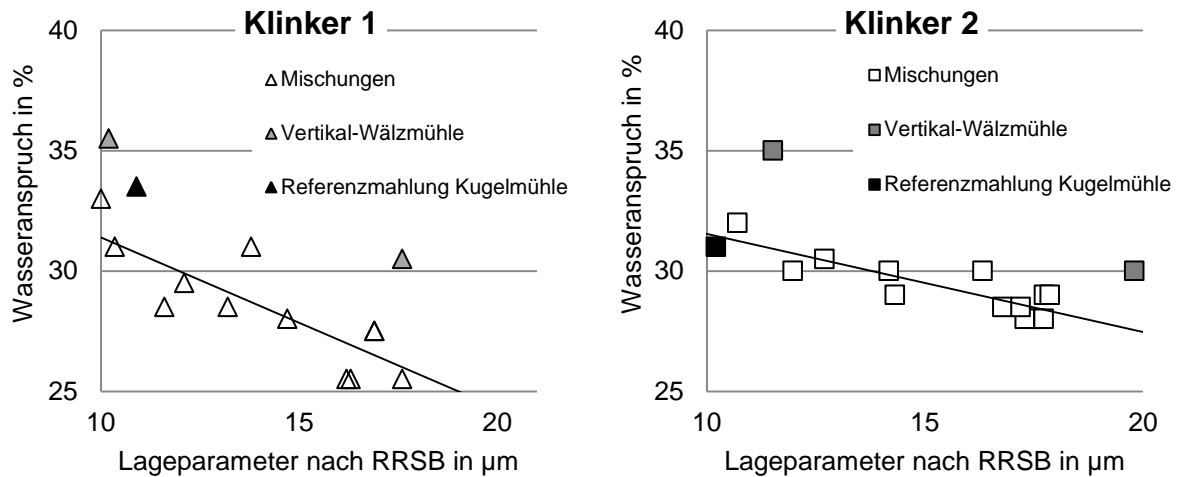 Klinker 1
40
35
30
25
10
15
20
Wasseranspruch in %
Lageparameter nach RRSB in µm
Mischungen
Vertikal-Wälzmühle
Referenzmahlung Kugelmühle
Klinker 2
40
35
30
25
10
15
20
Wasseranspruch in %
Lageparameter nach RRSB in µm
Mischungen
Vertikal-Wälzmühle
Referenzmahlung Kugelmühle